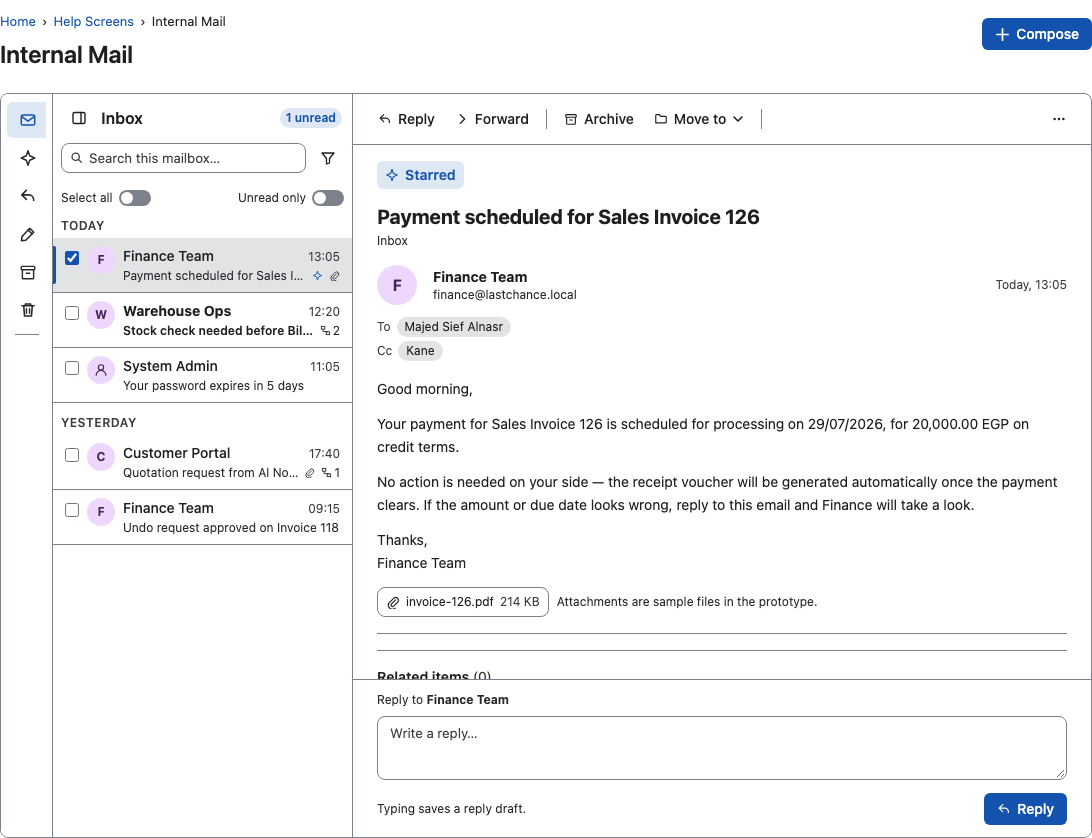 Home › Help Screens › Internal Mail
Internal Mail
Compose
Inbox
1 unread
Search this mailbox...
Select all
Unread only
TODAY
F
Finance Team
13:05
Payment scheduled for Sales I...
W
Warehouse Ops
12:20
Stock check needed before Bil...
2
System Admin
11:05
Your password expires in 5 days
YESTERDAY
C
Customer Portal
17:40
Quotation request from Al No...
1
F
Finance Team
09:15
Undo request approved on Invoice 118
Reply
Forward
Archive
Move to
Starred
Payment scheduled for Sales Invoice 126
Inbox
F
Finance Team
finance@lastchance.local
Today, 13:05
To Majed Sief Alnasr
Cc Kane
Good morning,
Your payment for Sales Invoice 126 is scheduled for processing on 29/07/2026, for 20,000.00 EGP on
credit terms.
No action is needed on your side — the receipt voucher will be generated automatically once the payment
clears. If the amount or due date looks wrong, reply to this email and Finance will take a look.
Thanks,
Finance Team
invoice-126.pdf 214 KB
Attachments are sample files in the prototype.
Related items (0)
Reply to Finance Team
Write a reply...
Typing saves a reply draft.
Reply